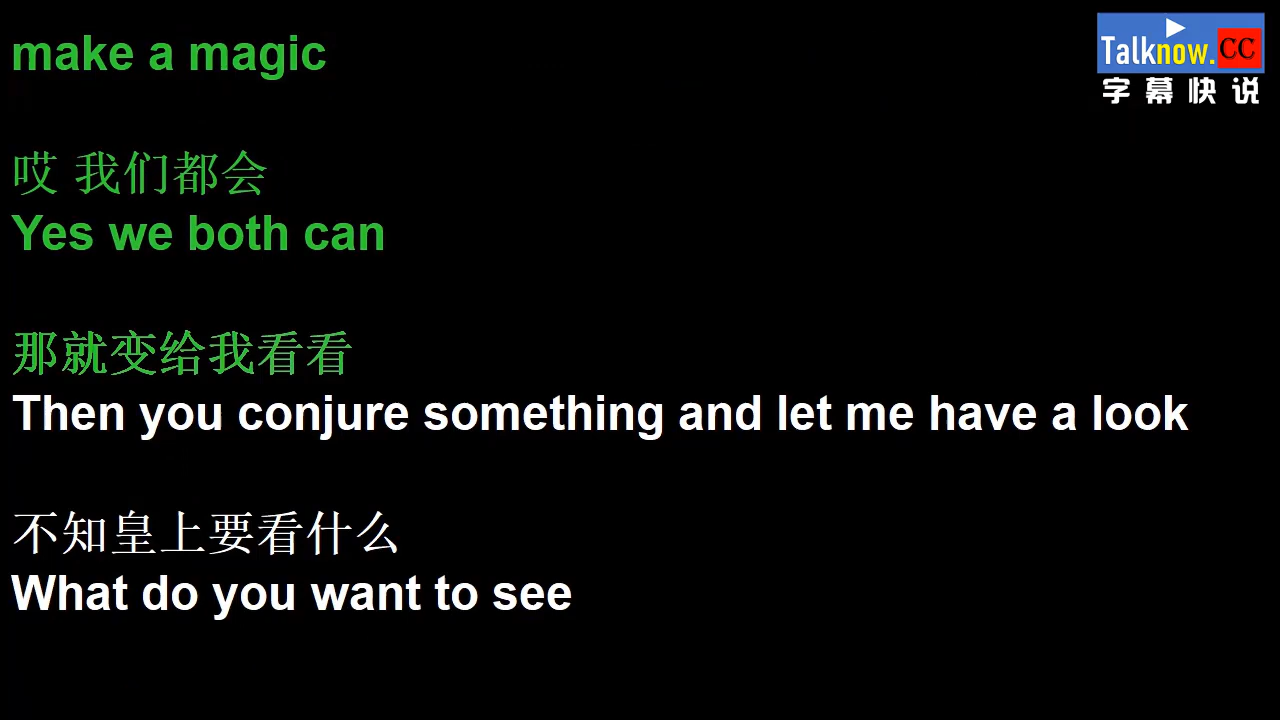 make a magic
Talknow.CC
字幕快说
哎 我们都会
Yes we both can
那就变给我看看
Then you conjure something and let me have a look
不知皇上要看什么
What do you want to see